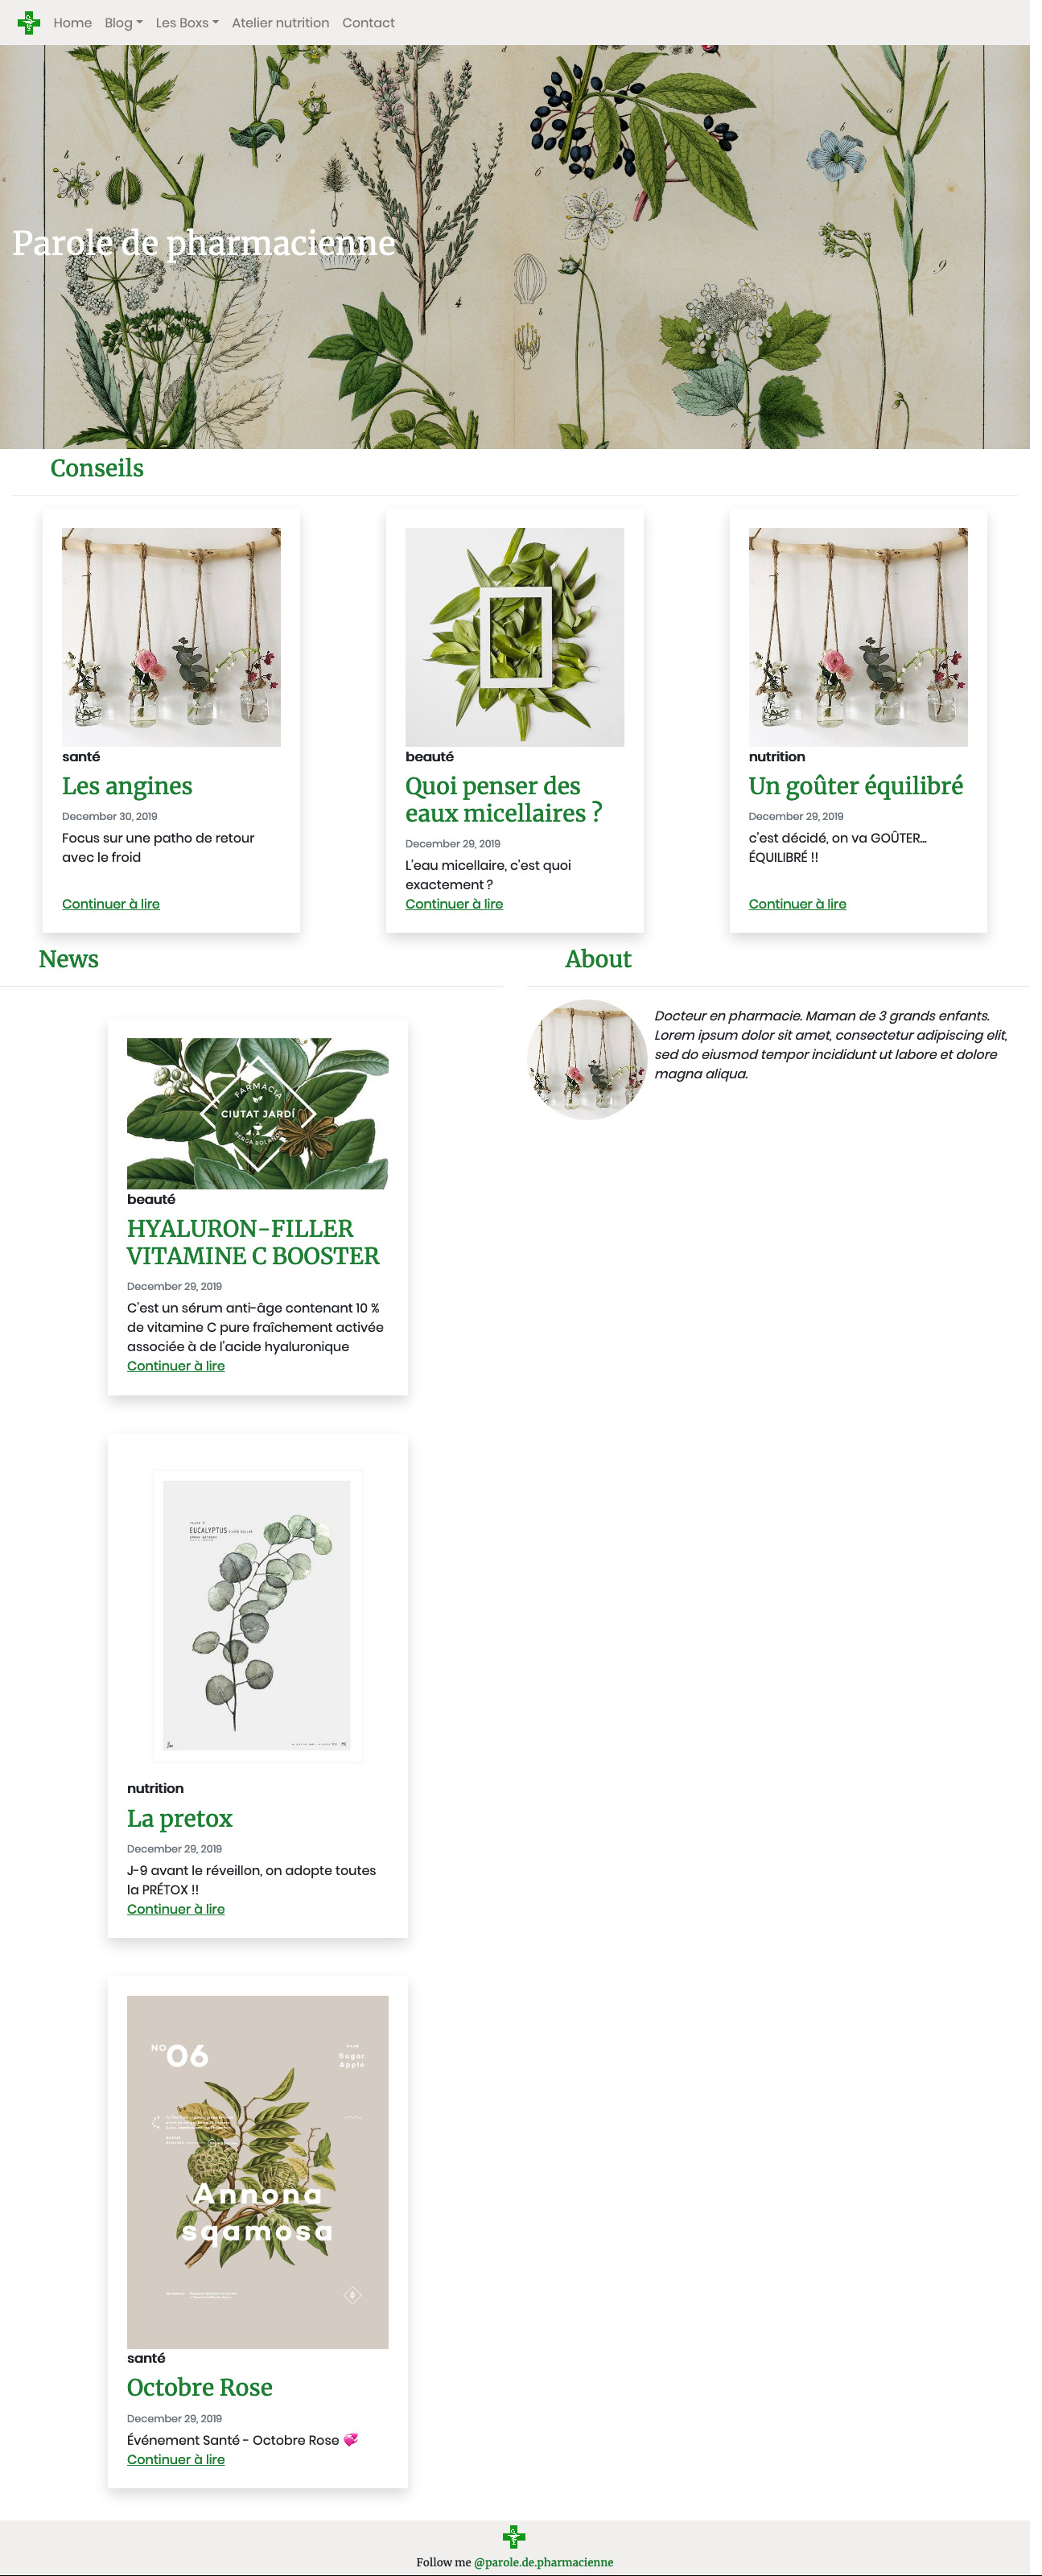 Home Blog Les Boxs Atelier nutrition Contact
b
c
1
2
d
b
9
4
b
a
a
a
Parole de pharmacienne
Conseils
santé
Les angines
December 30, 2019
Focus sur une patho de retour
avec le froid
Continuer à lire
beauté
Quoi penser des
eaux micellaires ?
December 29, 2019
L'eau micellaire, c'est quoi
exactement ?
Continuer à lire
nutrition
Un goûter équilibré
December 29, 2019
c'est décidé, on va GOÛTER...
ÉQUILIBRÉ !!
Continuer à lire
News
FARMÀCIA
CIUTAT JARDÍ
BERGA ROLANDO
beauté
HYALURON-FILLER
VITAMINE C BOOSTER
December 29, 2019
C'est un sérum anti-âge contenant 10 %
de vitamine C pure fraîchement activée
associée à de l'acide hyaluronique
Continuer à lire
EUCALYPTUS
nutrition
La pretox
December 29, 2019
J-9 avant le réveillon, on adopte toutes
la PRÉTOX !!
Continuer à lire
NO 06
Sugar
Apple
Annona
sqamosa
santé
Octobre Rose
December 29, 2019
Événement Santé - Octobre Rose 💞
Continuer à lire
About
Docteur en pharmacie. Maman de 3 grands enfants.
Lorem ipsum dolor sit amet, consectetur adipiscing elit,
sed do eiusmod tempor incididunt ut labore et dolore
magna aliqua.
Follow me @parole.de.pharmacienne